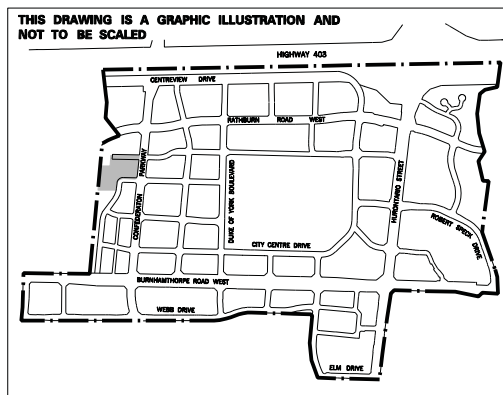 THIS DRAWING IS A GRAPHIC ILLUSTRATION AND
NOT TO BE SCALED
HIGHWAY 403
CENTREVIEW DRIVE
RATHBURN ROAD WEST
CONFEDERATON PARKWAY
DUKE OF YORK BOULEVARD
HURONTARIO STREET
ROBERT SPECK DRIVE
CITY CENTRE DRIVE
BURNHAMTHORPE ROAD WEST
WEBB DRIVE
ELM DRIVE